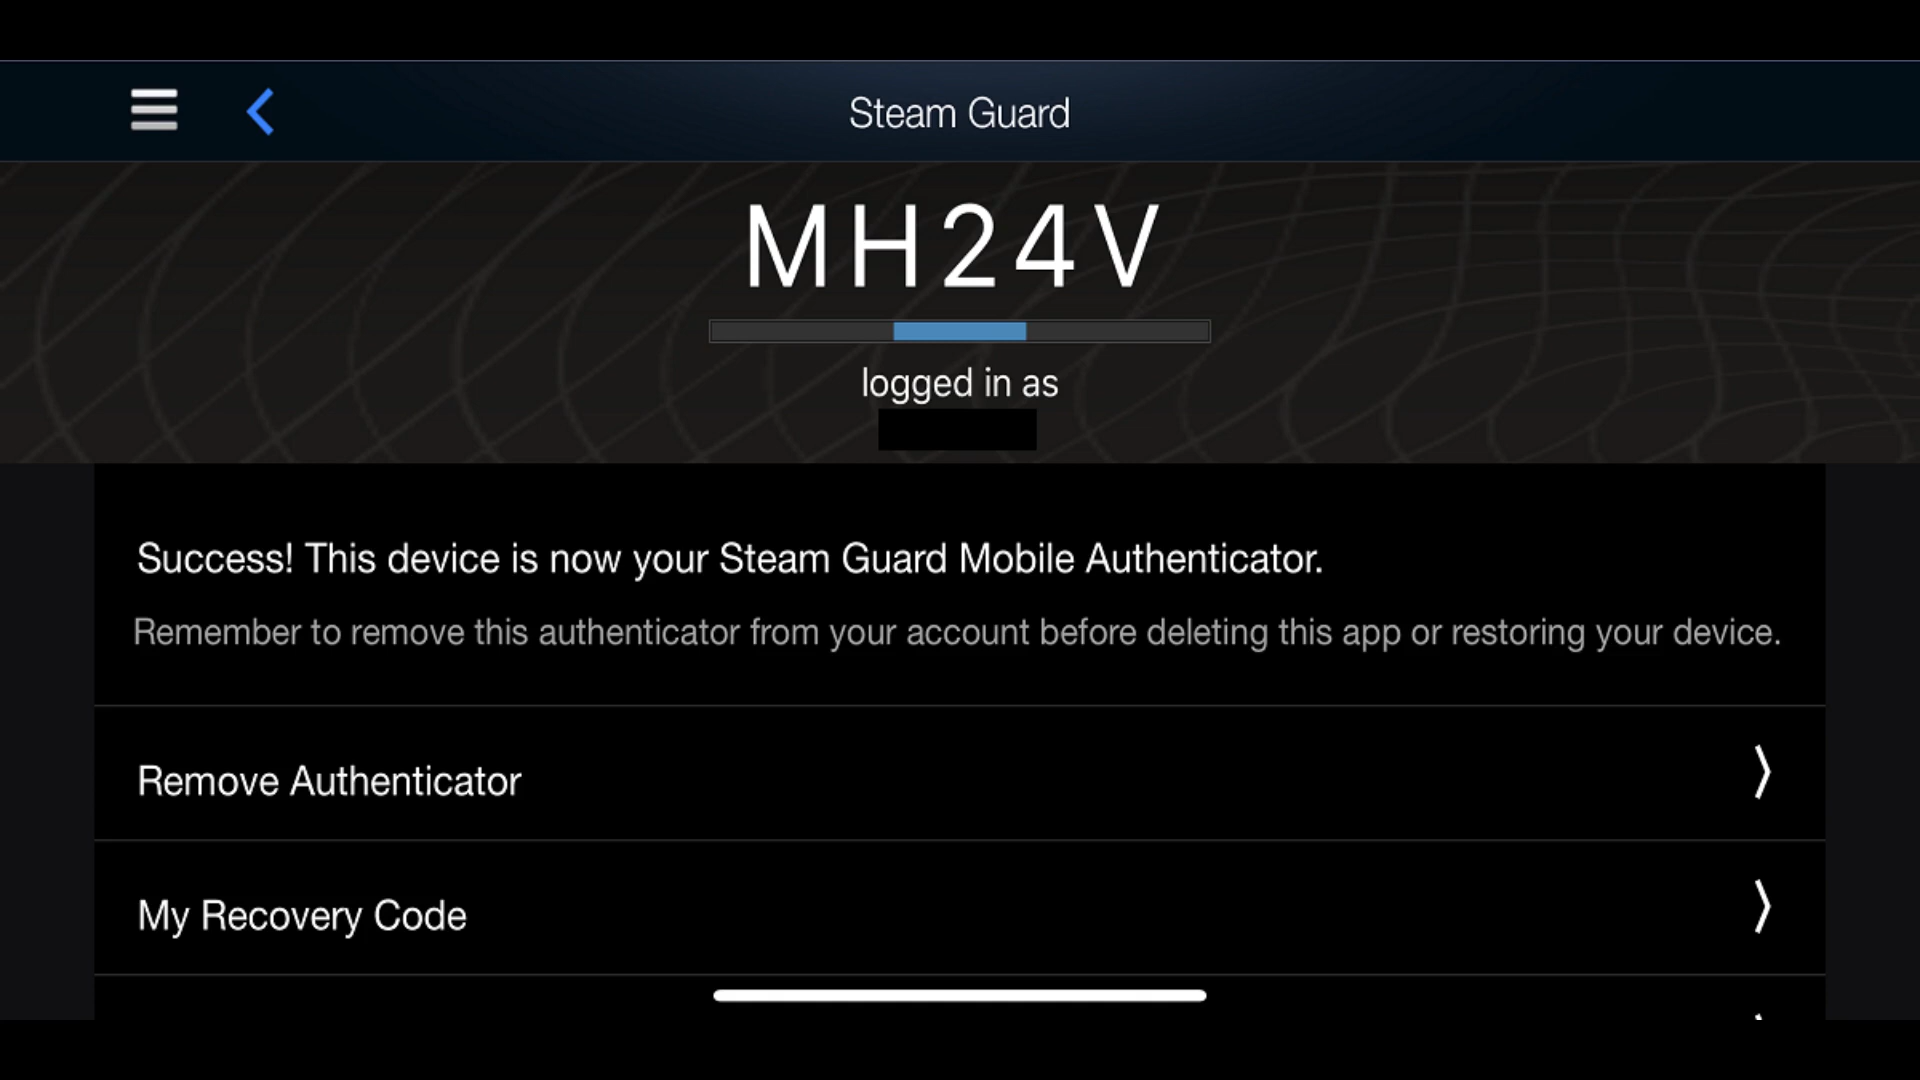 Steam Guard
MH24V
logged in as
Success! This device is now your Steam Guard Mobile Authenticator.
Remember to remove this authenticator from your account before deleting this app or restoring your device.
Remove Authenticator
My Recovery Code